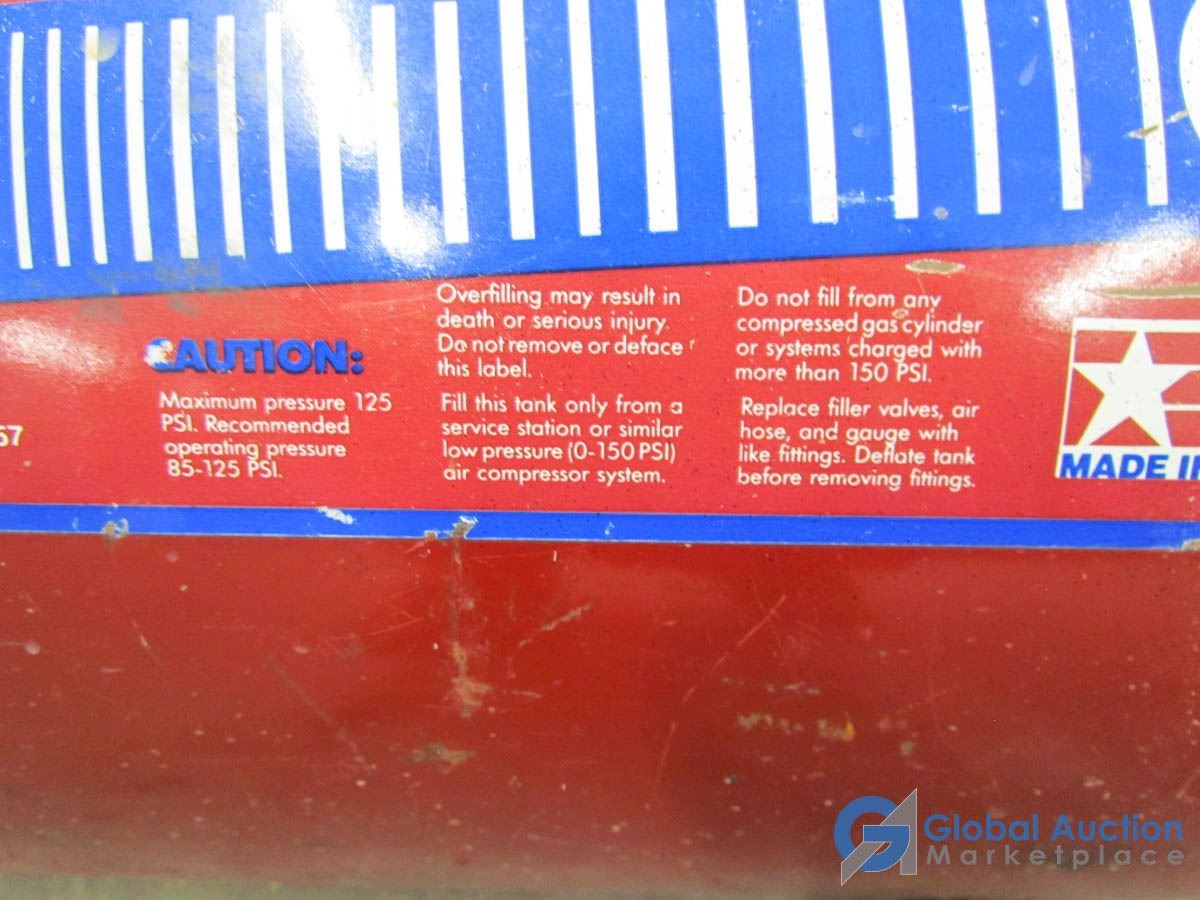 CAUTION:
Maximum pressure 125
PSI. Recommended
operating pressure
85-125 PSI.
Overfilling may result in
death or serious injury.
Do not remove or deface
this label.
Fill this tank only from a
service station or similar
low pressure (0-150 PSI)
air compressor system.
Do not fill from any
compressed gas cylinder
or systems charged with
more than 150 PSI.
Replace filler valves, air
hose, and gauge with
like fittings. Deflate tank
before removing fittings.
57
MADE
Global Auction
Marketplace